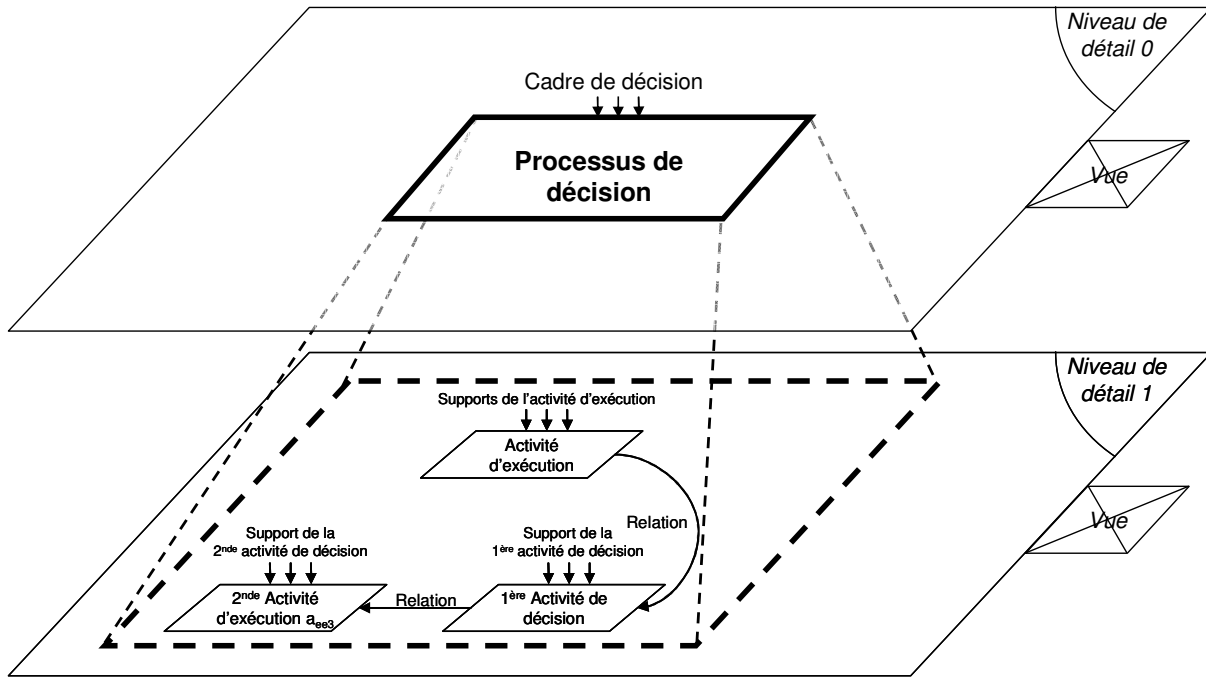 Niveau de
détail 0
Cadre de décision
Processus de
décision
Vue
Niveau de
détail 1
Supports de l'activité d'exécution
Activité
d'exécution
Relation
Support de la
2nde activité de décision
Support de la
1ère activité de décision
2nde Activité
d'exécution aee3
Relation
1ère Activité de
décision
Vue